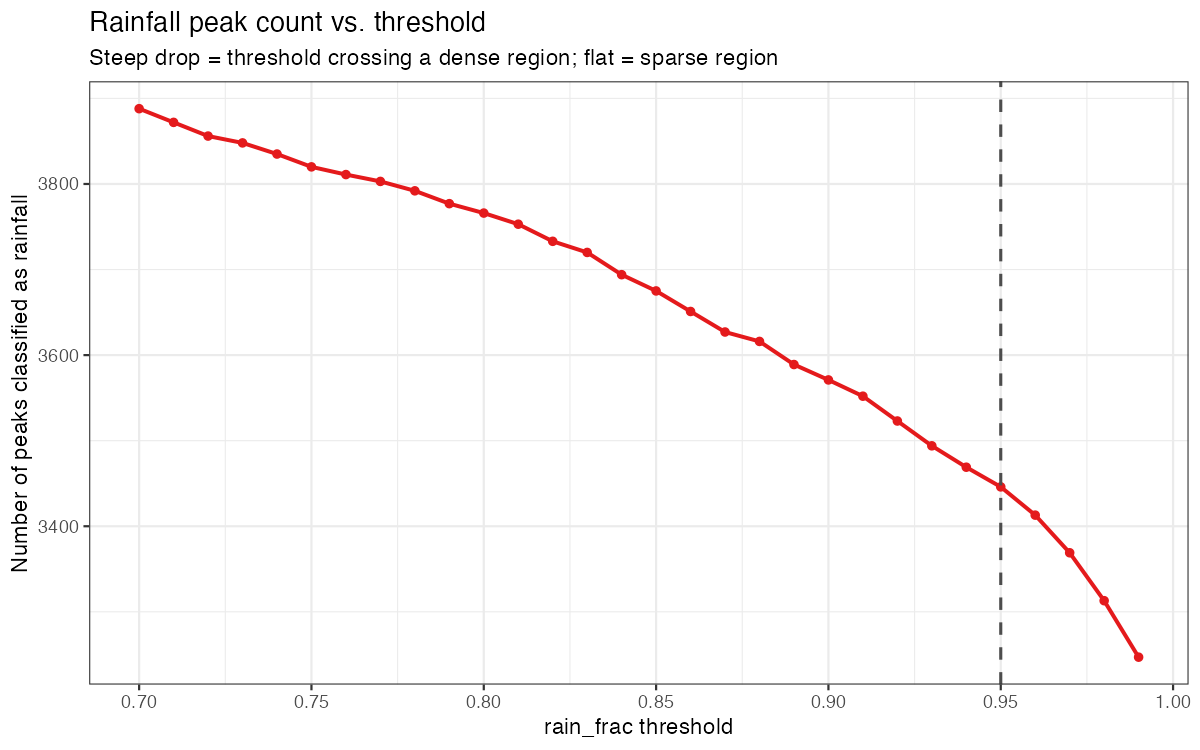 Rainfall peak count vs. threshold
Steep drop = threshold crossing a dense region; flat = sparse region
Number of peaks classified as rainfall
3800
3600
3400
0.70
0.75
0.80
0.85
0.90
0.95
1.00
rain_frac threshold